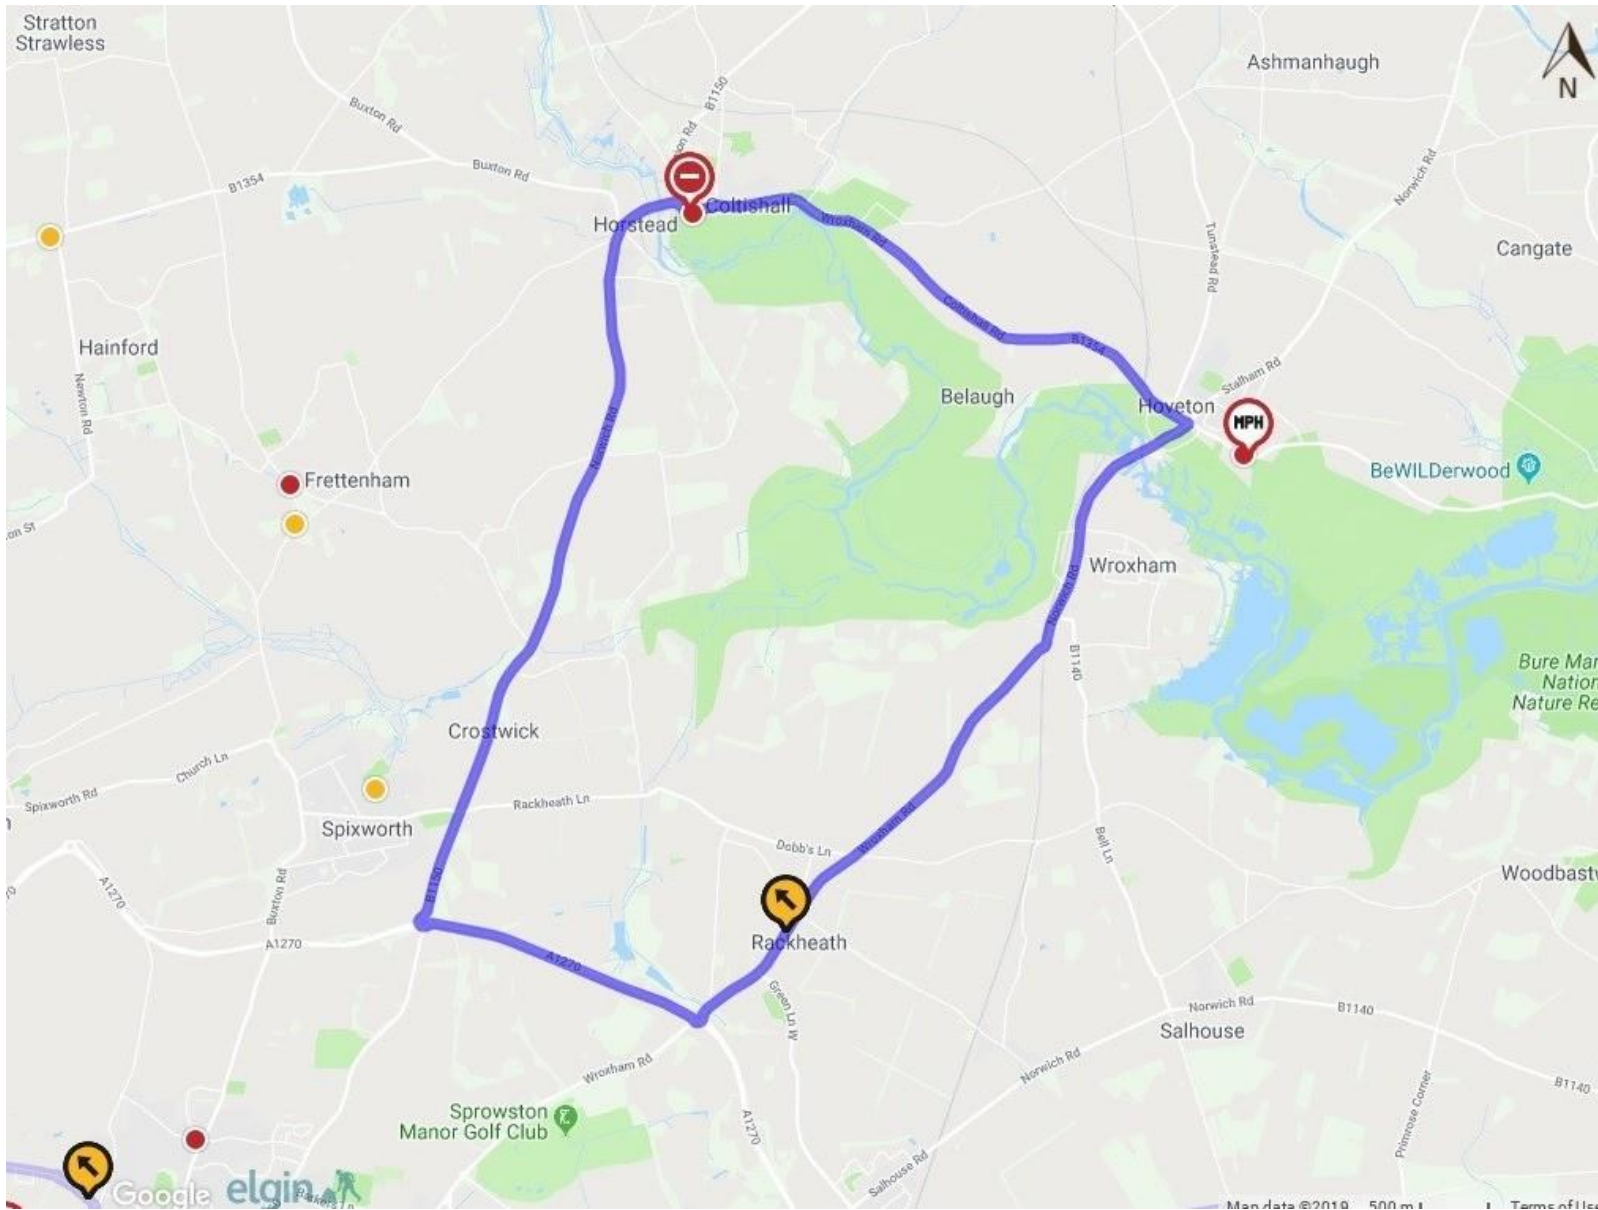 Stratton
Strawless
Ashmanhaugh
N
B1150
Buxton Rd
Buxton Rd
B1354
Norwich Rd
Coltishall
Horstead
Wroxham Rd
Tunstead Rd
Cangate
Coltishall Rd
B1354
Hainford
Newton Rd
Stalham Rd
Belaugh
Hoveton
MPH
Norwich Rd
BeWILDerwood
Frettenham
Wroxham
Norwich Rd
B1140
Bure Mar
Nation
Nature Re
Crostwick
Church Ln
Spixworth Rd
Rackheath Ln
Spixworth
Wroxham Rd
Dobb's Ln
Bell Ln
Woodbastw
A1270
B1150
Buxton Rd
A1270
Rackheath
A1270
Green Ln W
Norwich Rd
B1140
Salhouse
Wroxham Rd
Norwich Rd
B1140
Primrose Corner
Sprowston
Manor Golf Club
A1270
Salhouse Rd
Google
elgin
Map data ©2019 500 m Terms of Use